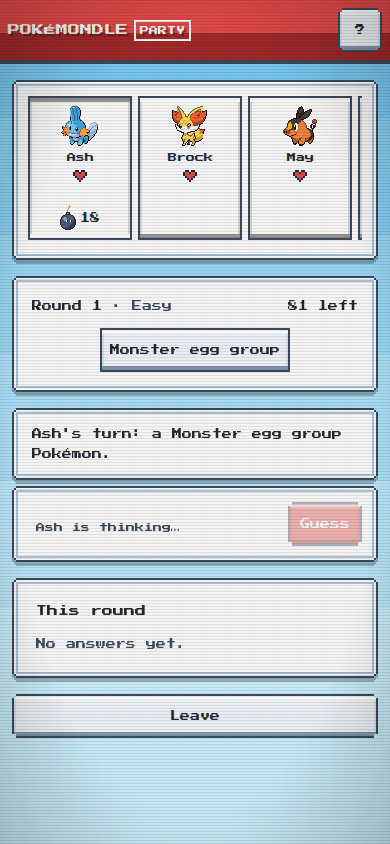 POKéMONDLE PARTY
?
Ash
Brock
May
18
Round 1 · Easy
81 left
Monster egg group
Ash's turn: a Monster egg group
Pokémon.
Ash is thinking…
Guess
This round
No answers yet.
Leave